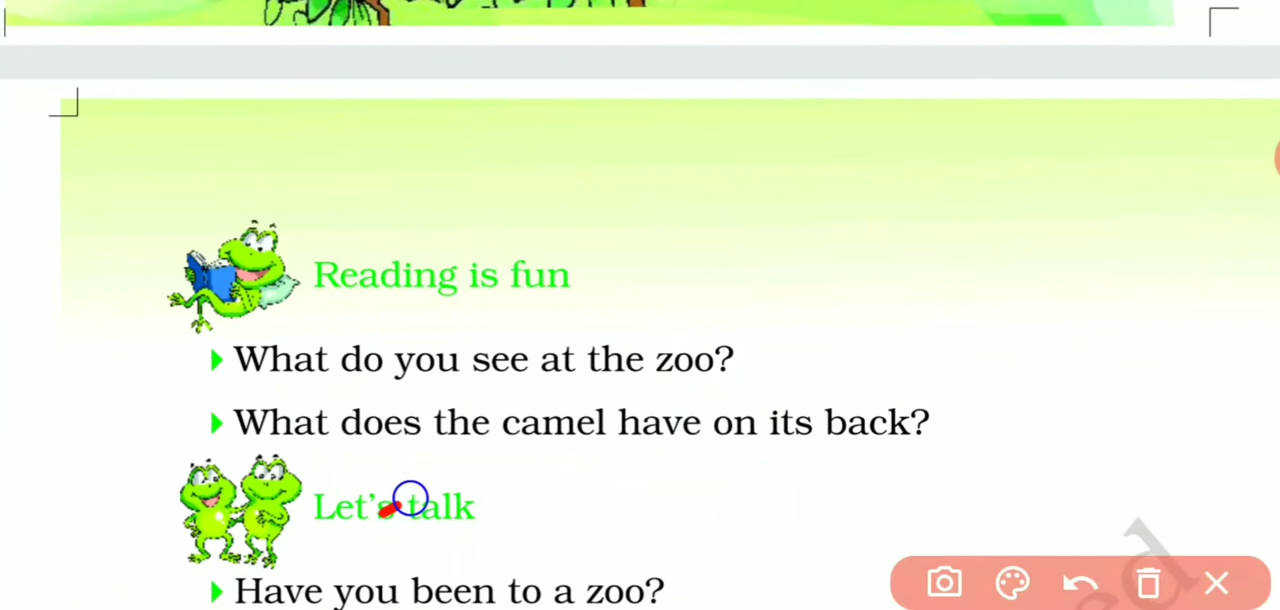 Reading is fun
What do you see at the zoo?
What does the camel have on its back?
Let's talk
Have you been to a zoo?